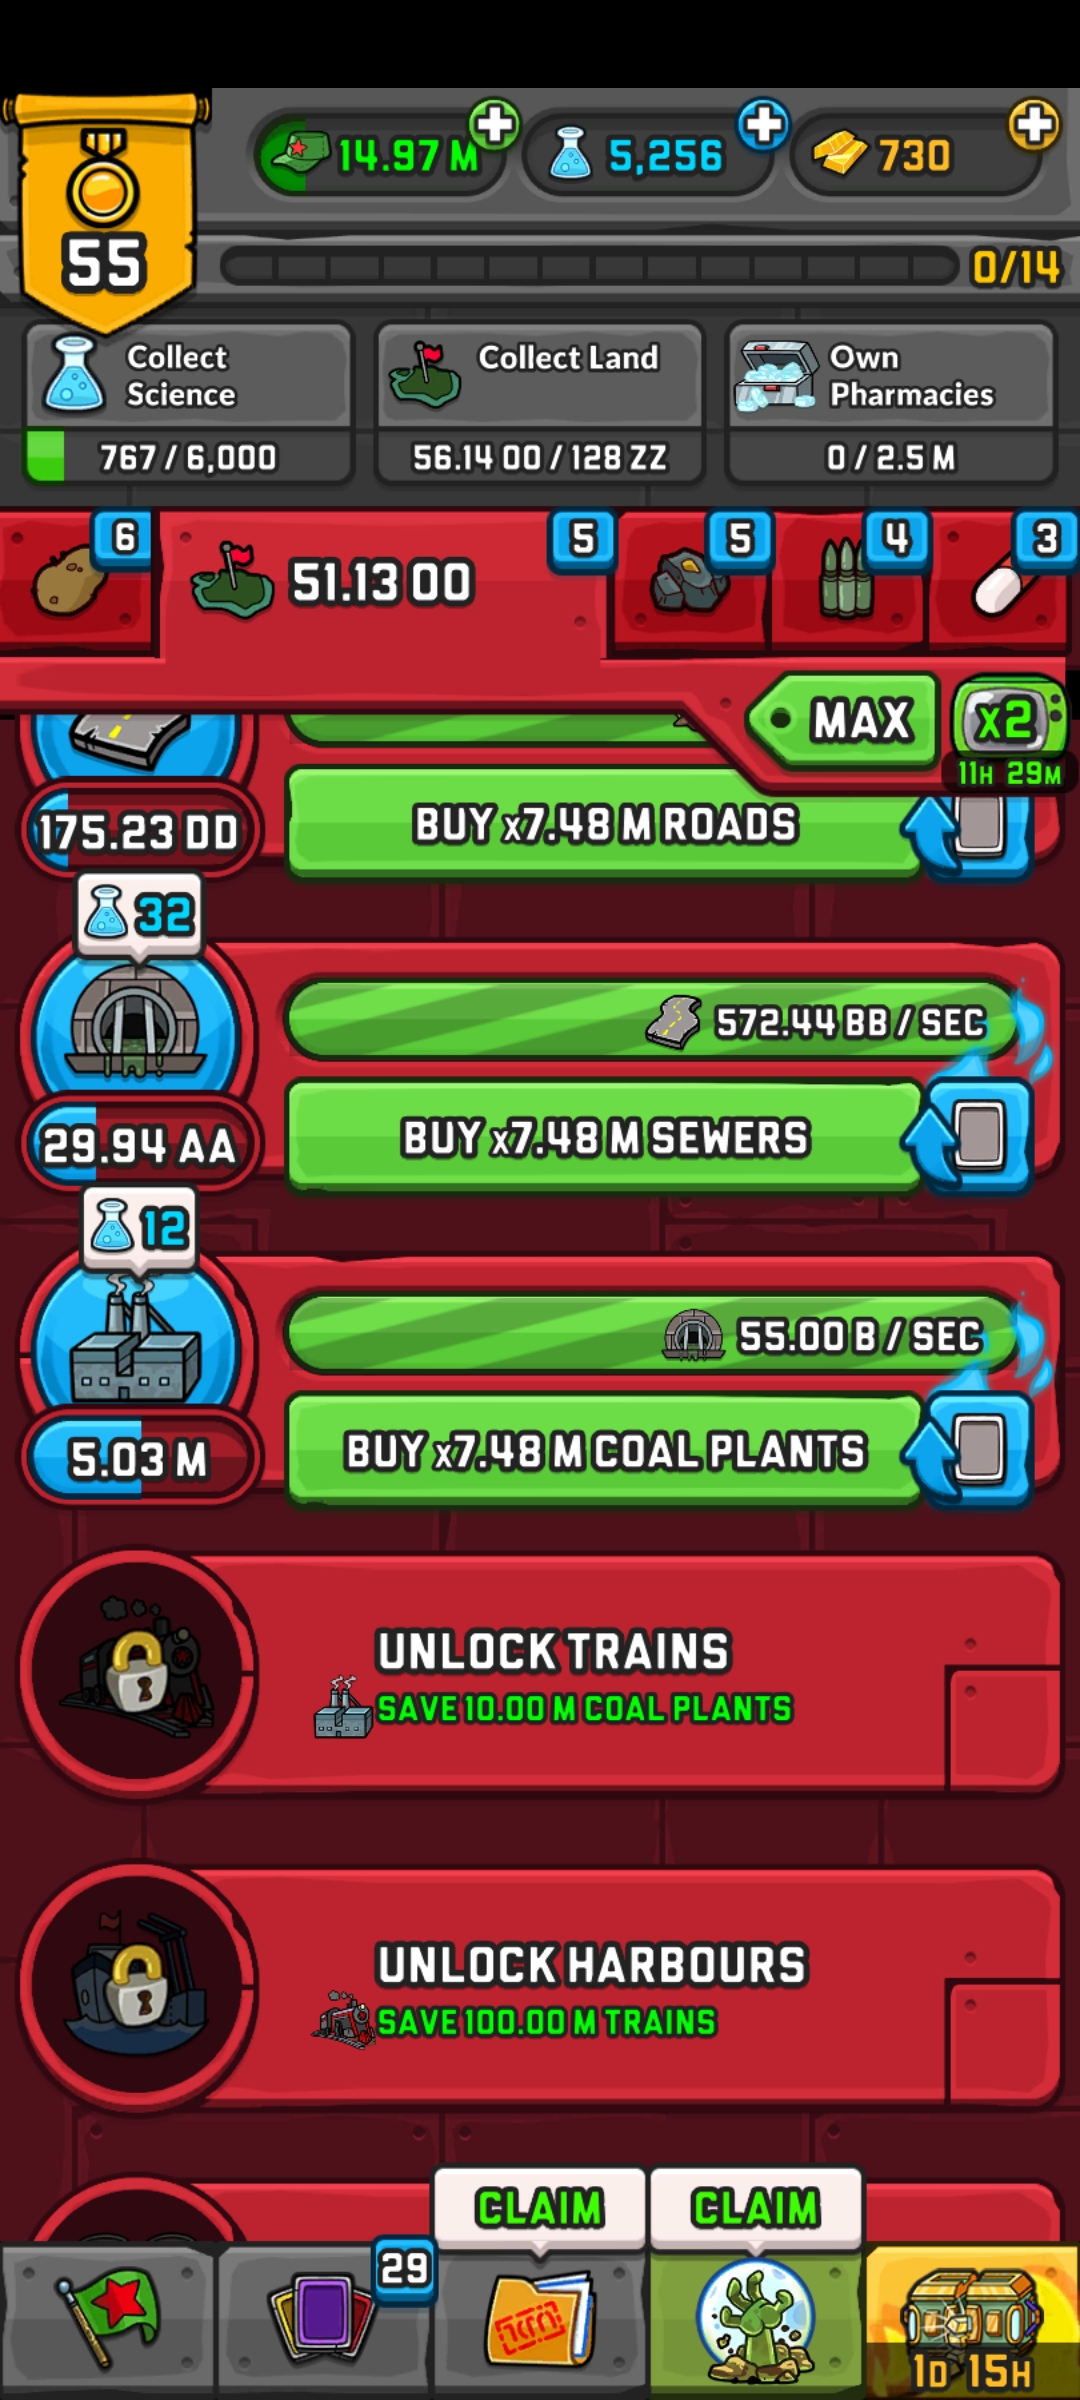 14.97 M
5,256
730
55
0/14
Collect
Science
767 / 6,000
Collect Land
56.14 OO / 128 ZZ
Own
Pharmacies
0 / 2.5 M
6
51.13 OO
5
5
4
3
MAX
x2
11H 29M
175.23 DD
BUY x7.48 M ROADS
32
572.44 BB / SEC
29.94 AA
BUY x7.48 M SEWERS
12
55.00 B / SEC
5.03 M
BUY x7.48 M COAL PLANTS
UNLOCK TRAINS
SAVE 10.00 M COAL PLANTS
UNLOCK HARBOURS
SAVE 100.00 M TRAINS
CLAIM
CLAIM
29
1D 15H